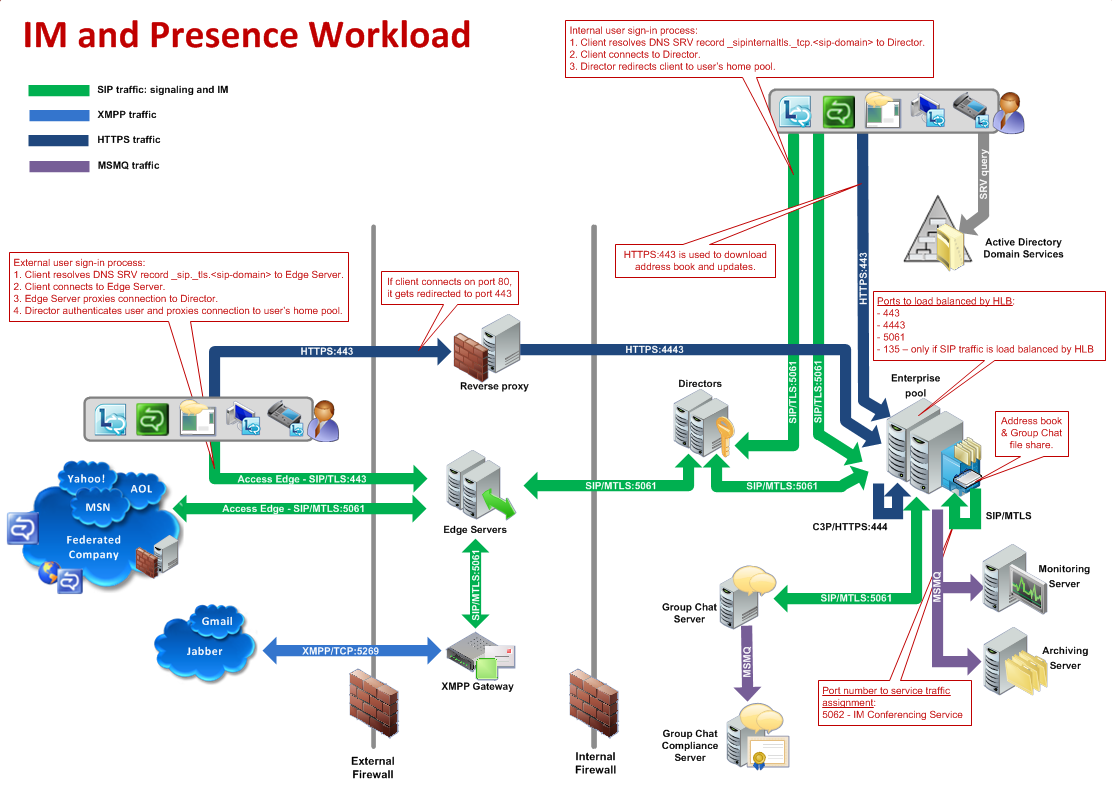 IM and Presence Workload
SIP traffic: signaling and IM
XMPP traffic
HTTPS traffic
MSMQ traffic
Internal user sign-in process:
1. Client resolves DNS SRV record _sipinternaltls._tcp.<sip-domain> to Director.
2. Client connects to Director.
3. Director redirects client to user's home pool.
SRV query
Active Directory
Domain Services
HTTPS:443 is used to download
address book and updates.
HTTPS:443
External user sign-in process:
1. Client resolves DNS SRV record _sip._tls.<sip-domain> to Edge Server.
2. Client connects to Edge Server.
3. Edge Server proxies connection to Director.
4. Director authenticates user and proxies connection to user's home pool.
If client connects on port 80,
it gets redirected to port 443
Ports to load balanced by HLB:
- 443
- 4443
- 5061
- 135 – only if SIP traffic is load balanced by HLB
HTTPS:443
Reverse proxy
HTTPS:4443
SIP/TLS:5061
SIP/TLS:5061
Directors
Enterprise
pool
Address book
& Group Chat
file share.
Access Edge - SIP/TLS:443
Access Edge - SIP/MTLS:5061
Edge Servers
SIP/MTLS:5061
SIP/MTLS:5061
C3P/HTTPS:444
SIP/MTLS
Yahoo!
AOL
MSN
Federated
Company
SIP/MTLS:5061
Group Chat
Server
SIP/MTLS:5061
MSMQ
Monitoring
Server
Gmail
Jabber
XMPP/TCP:5269
XMPP Gateway
MSMQ
Archiving
Server
Port number to service traffic
assignment:
5062 - IM Conferencing Service
Group Chat
Compliance
Server
External
Firewall
Internal
Firewall